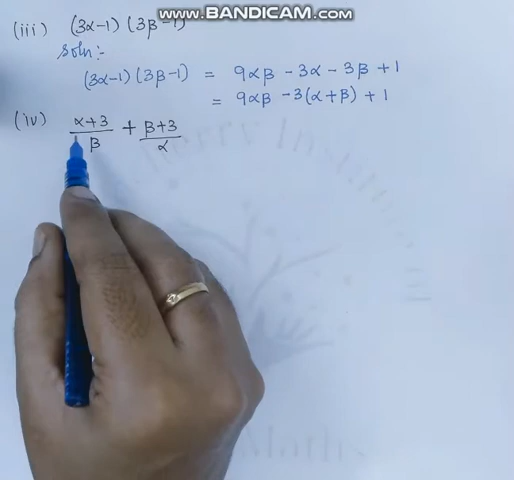 www.BANDICAM.com
(iii) (3α-1) (3β-1)
Soln:-
(3α-1) (3β-1) = 9αβ - 3α - 3β + 1
= 9αβ - 3(α+β) + 1
(iv) α+3/β + β+3/α